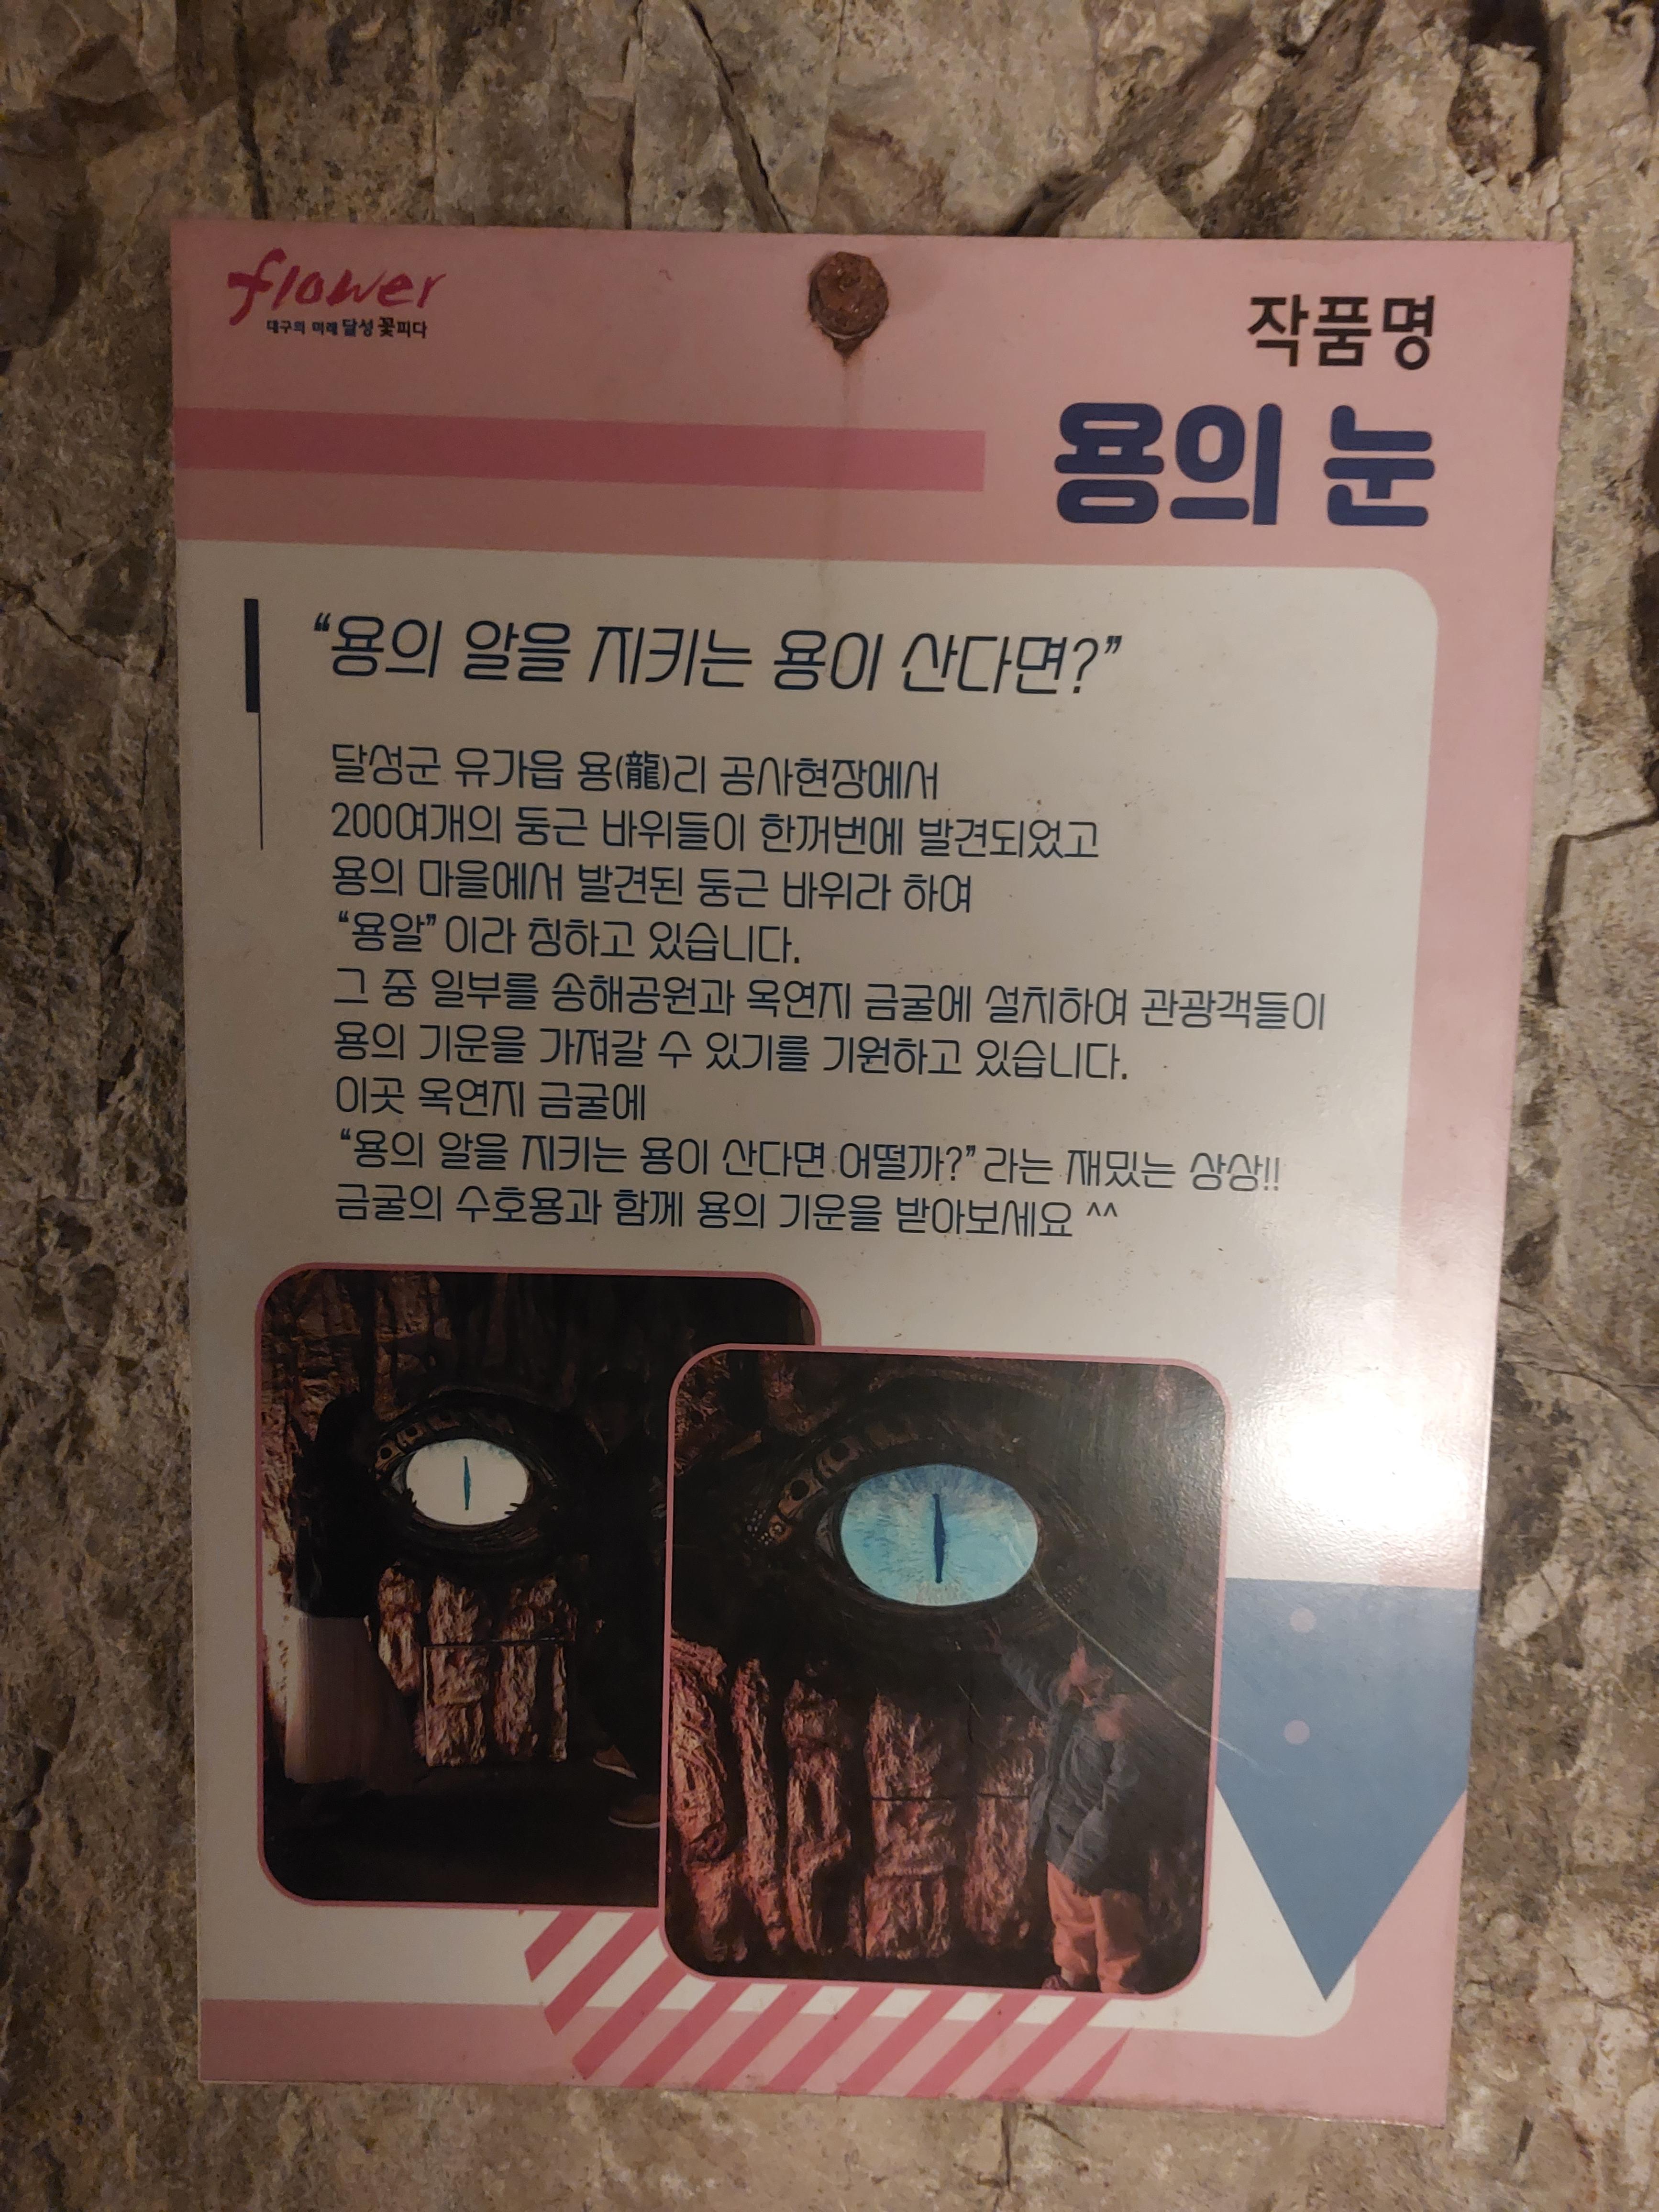 flower
대구의 미래 달성 꽃피다
작품명
용의 눈
“용의 알을 지키는 용이 산다면?”
달성군 유가읍 용(龍)리 공사현장에서
200여개의 둥근 바위들이 한꺼번에 발견되었고
용의 마을에서 발견된 둥근 바위라 하여
“용알”이라 칭하고 있습니다.
그 중 일부를 송해공원과 옥연지 금굴에 설치하여 관광객들이
용의 기운을 가져갈 수 있기를 기원하고 있습니다.
이곳 옥연지 금굴에
“용의 알을 지키는 용이 산다면 어떨까?”라는 재밌는 상상!!
금굴의 수호용과 함께 용의 기운을 받아보세요 ^^